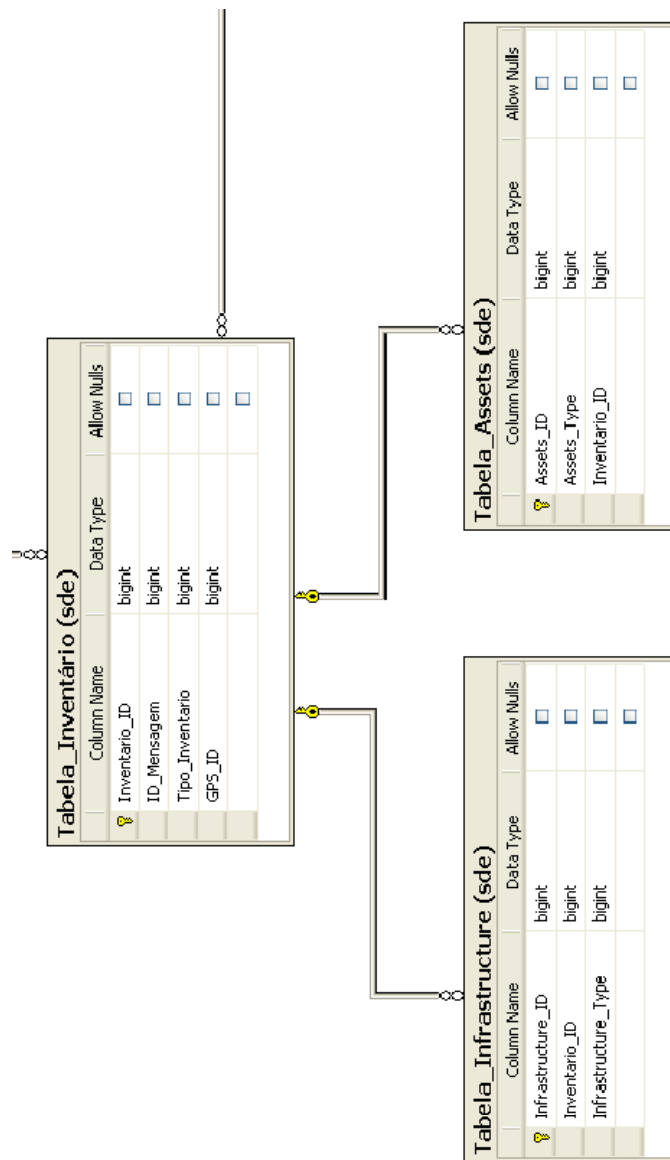 Tabela_Inventário (sde)
Column Name Data Type Allow Nulls
Inventario_ID bigint
ID_Mensagem bigint
Tipo_Inventario bigint
GPS_ID bigint
Tabela_Infrastructure (sde)
Column Name Data Type Allow Nulls
Infrastructure_ID bigint
Inventario_ID bigint
Infrastructure_Type bigint
Tabela_Assets (sde)
Column Name Data Type Allow Nulls
Assets_ID bigint
Assets_Type bigint
Inventario_ID bigint